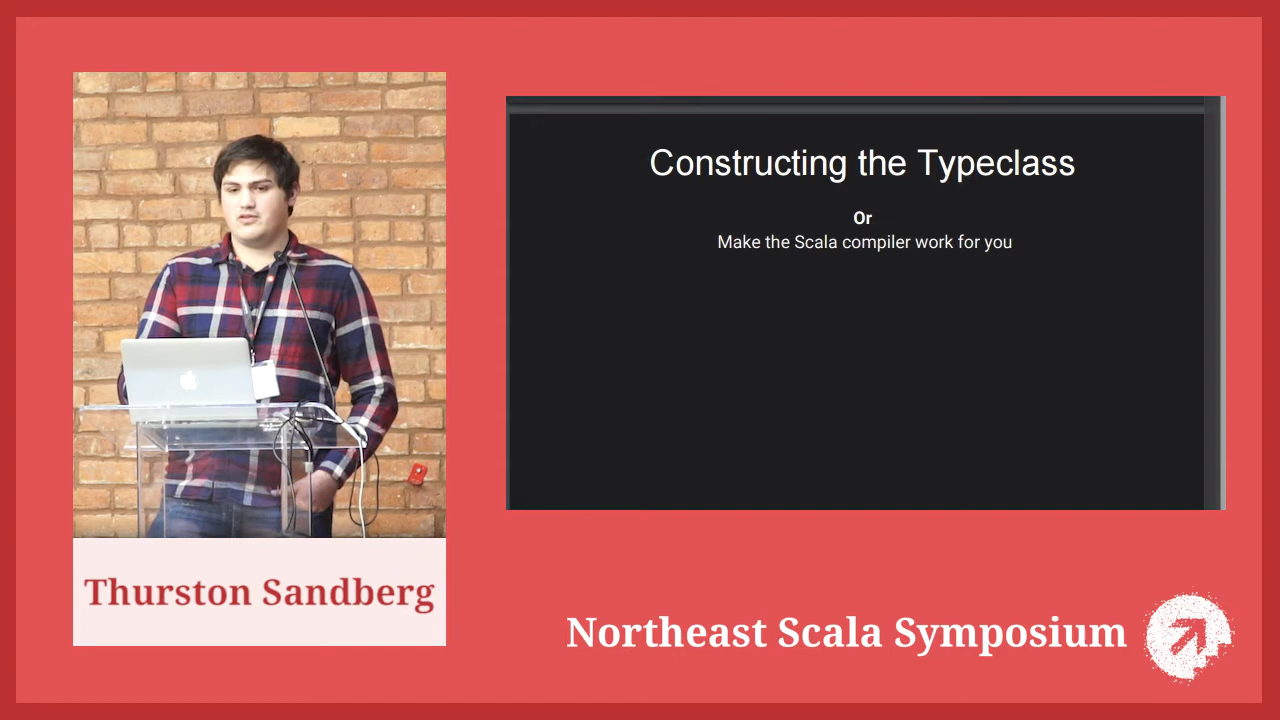 Constructing the Typeclass
Or
Make the Scala compiler work for you
Thurston Sandberg
Northeast Scala Symposium